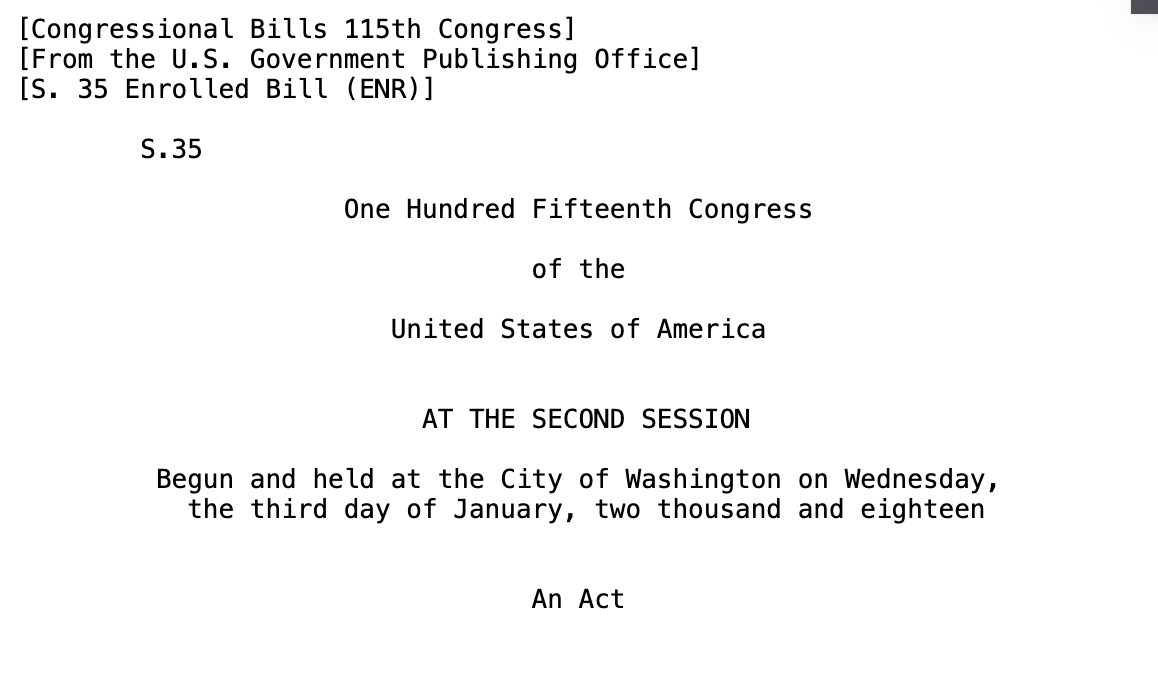 [Congressional Bills 115th Congress]
[From the U.S. Government Publishing Office]
[S. 35 Enrolled Bill (ENR)]
S.35
One Hundred Fifteenth Congress
of the
United States of America
AT THE SECOND SESSION
Begun and held at the City of Washington on Wednesday,
the third day of January, two thousand and eighteen
An Act